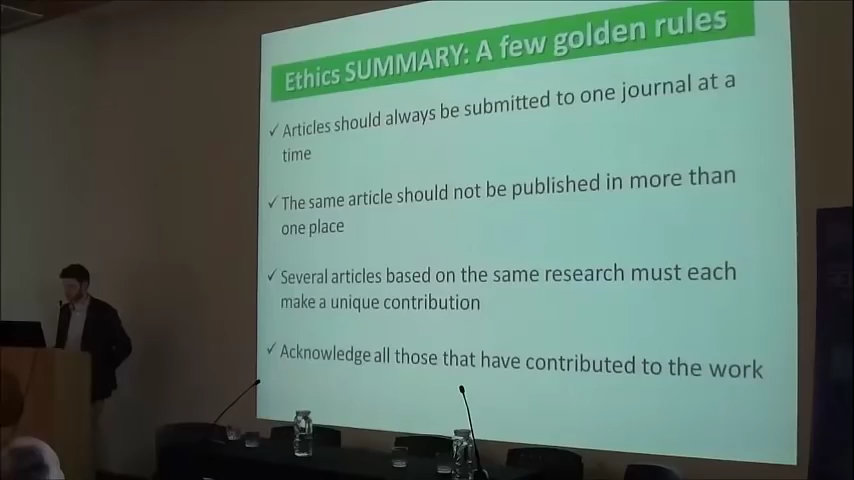 Ethics SUMMARY: A few golden rules
✓ Articles should always be submitted to one journal at a
time
✓ The same article should not be published in more than
one place
✓ Several articles based on the same research must each
make a unique contribution
✓ Acknowledge all those that have contributed to the work